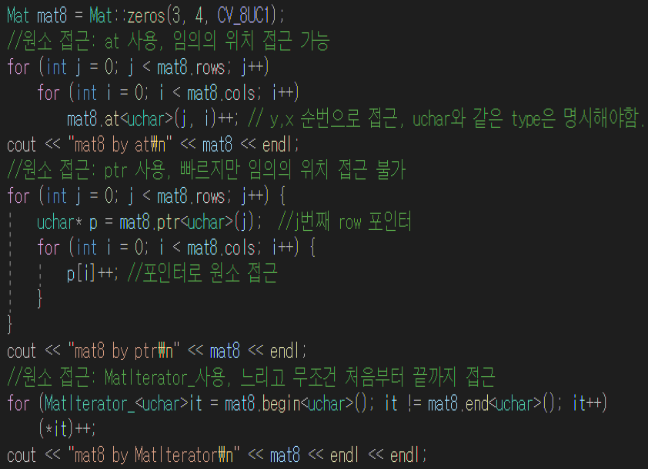 Mat mat8 = Mat::zeros(3, 4, CV_8UC1);
//원소 접근: at 사용, 임의의 위치 접근 가능
for (int j = 0; j < mat8.rows; j++)
for (int i = 0; i < mat8.cols; i++)
mat8.at<uchar>(j, i)++; // y,x 순번으로 접근, uchar와 같은 type은 명시해야함.
cout << "mat8 by at₩n" << mat8 << endl;
//원소 접근: ptr 사용, 빠르지만 임의의 위치 접근 불가
for (int j = 0; j < mat8.rows; j++) {
uchar* p = mat8.ptr<uchar>(j); //j번째 row 포인터
for (int i = 0; i < mat8.cols; i++) {
p[i]++; //포인터로 원소 접근
}
}
cout << "mat8 by ptr₩n" << mat8 << endl;
//원소 접근: MatIterator_사용, 느리고 무조건 처음부터 끝까지 접근
for (MatIterator_<uchar>it = mat8.begin<uchar>(); it != mat8.end<uchar>(); it++)
(*it)++;
cout << "mat8 by MatIterator₩n" << mat8 << endl << endl;